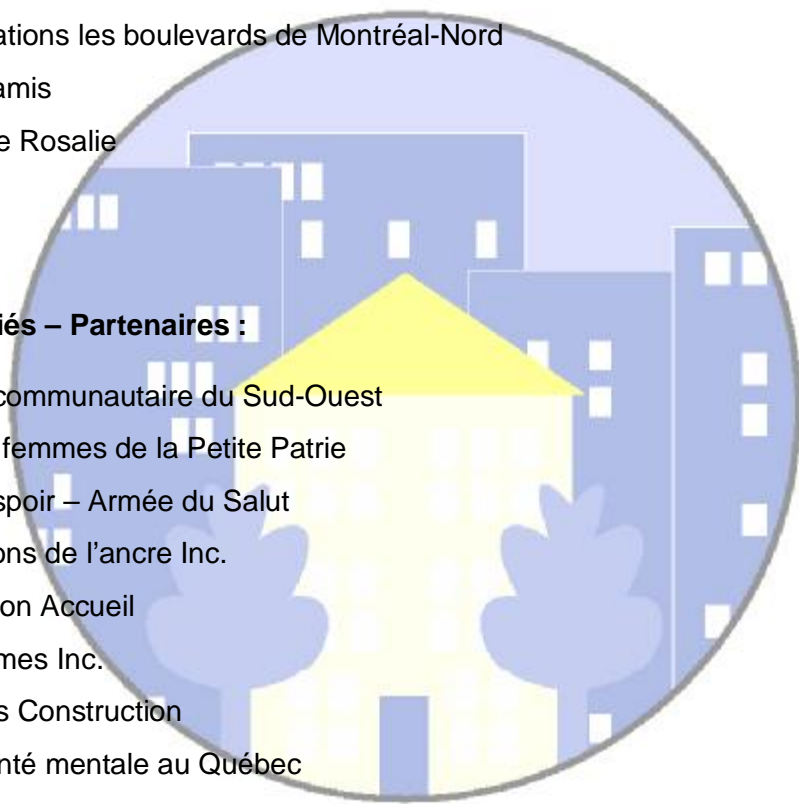 ations les boulevards de Montréal-Nord
amis
e Rosalie
iés – Partenaires :
communautaire du Sud-Ouest
femmes de la Petite Patrie
spoir – Armée du Salut
ons de l’ancre Inc.
on Accueil
mes Inc.
s Construction
nté mentale au Québec